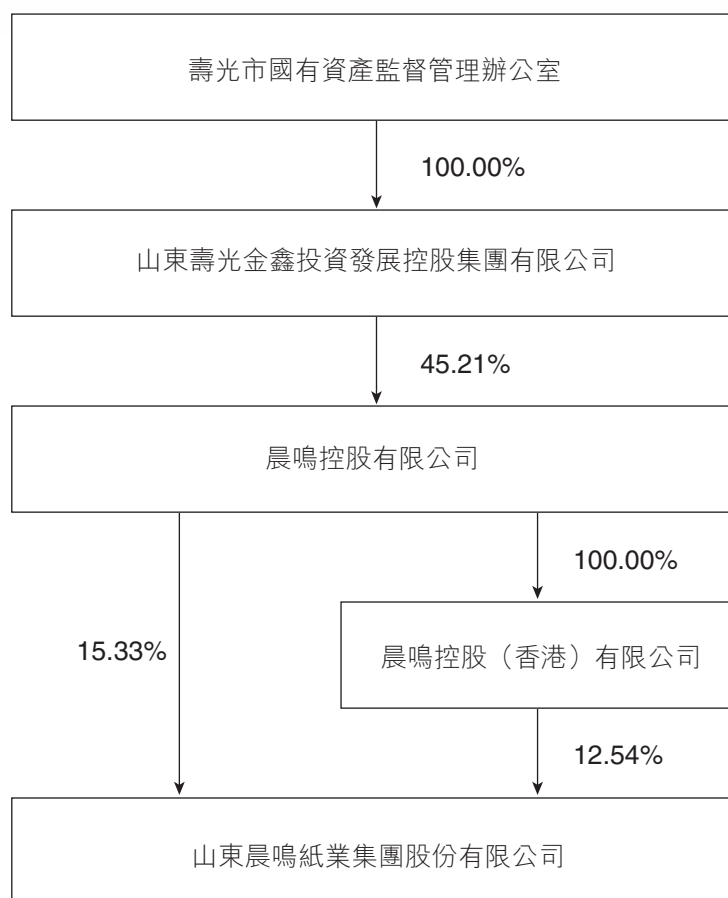 壽光市國有資產監督管理辦公室
100.00%
山東壽光金鑫投資發展控股集團有限公司
45.21%
晨鳴控股有限公司
100.00%
15.33%
晨鳴控股（香港）有限公司
12.54%
山東晨鳴紙業集團股份有限公司